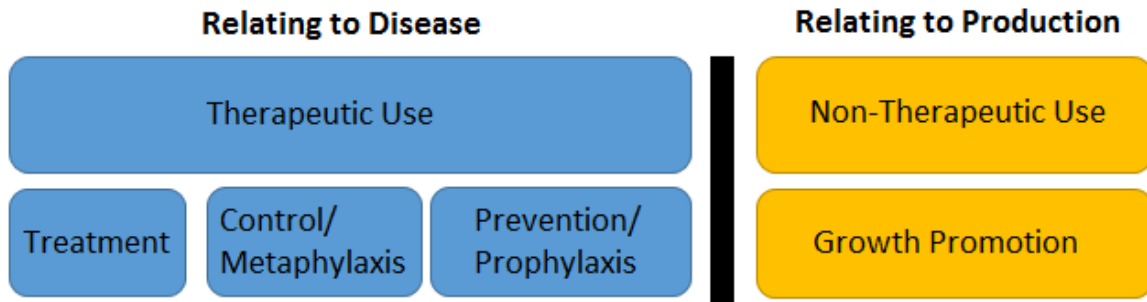 Relating to Disease
Relating to Production
Therapeutic Use
Non-Therapeutic Use
Treatment
Control/
Metaphylaxis
Prevention/
Prophylaxis
Growth Promotion